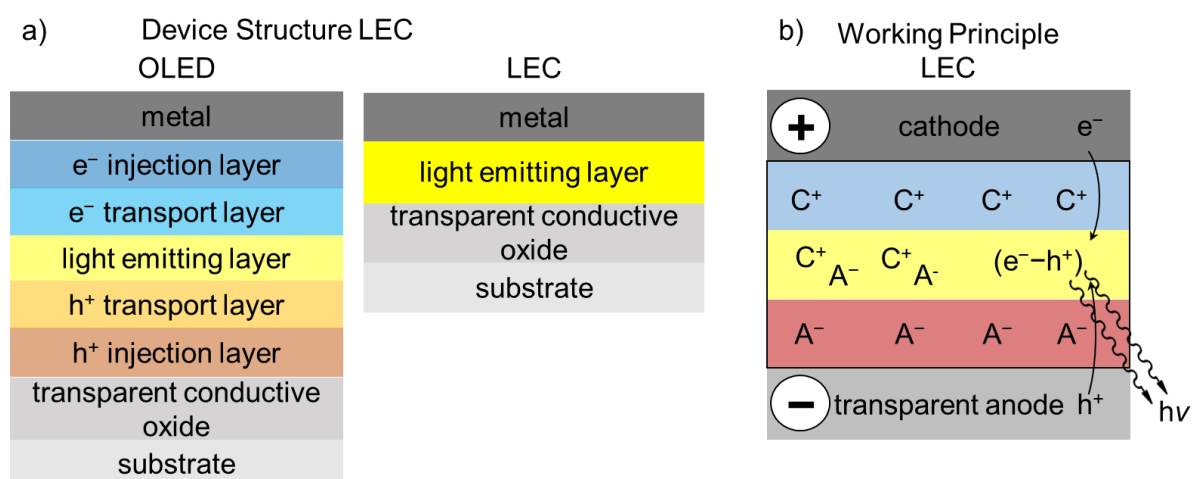 a) Device Structure LEC
OLED
metal
e⁻ injection layer
e⁻ transport layer
light emitting layer
h⁺ transport layer
h⁺ injection layer
transparent conductive
oxide
substrate
LEC
metal
light emitting layer
transparent conductive
oxide
substrate
b) Working Principle
LEC
+ cathode e⁻
C⁺ C⁺ C⁺ C⁺
C⁺ A⁻ C⁺ A⁻ (e⁻−h⁺)
A⁻ A⁻ A⁻ A⁻
− transparent anode h⁺
hν